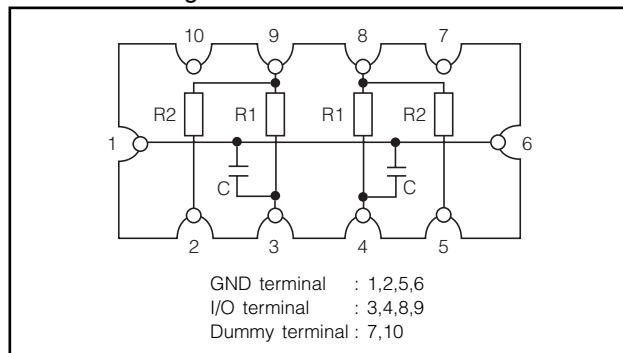 10 9 8 7
R2 R1 R1 R2
1 6
C C
2 3 4 5
GND terminal : 1,2,5,6
I/O terminal : 3,4,8,9
Dummy terminal : 7,10